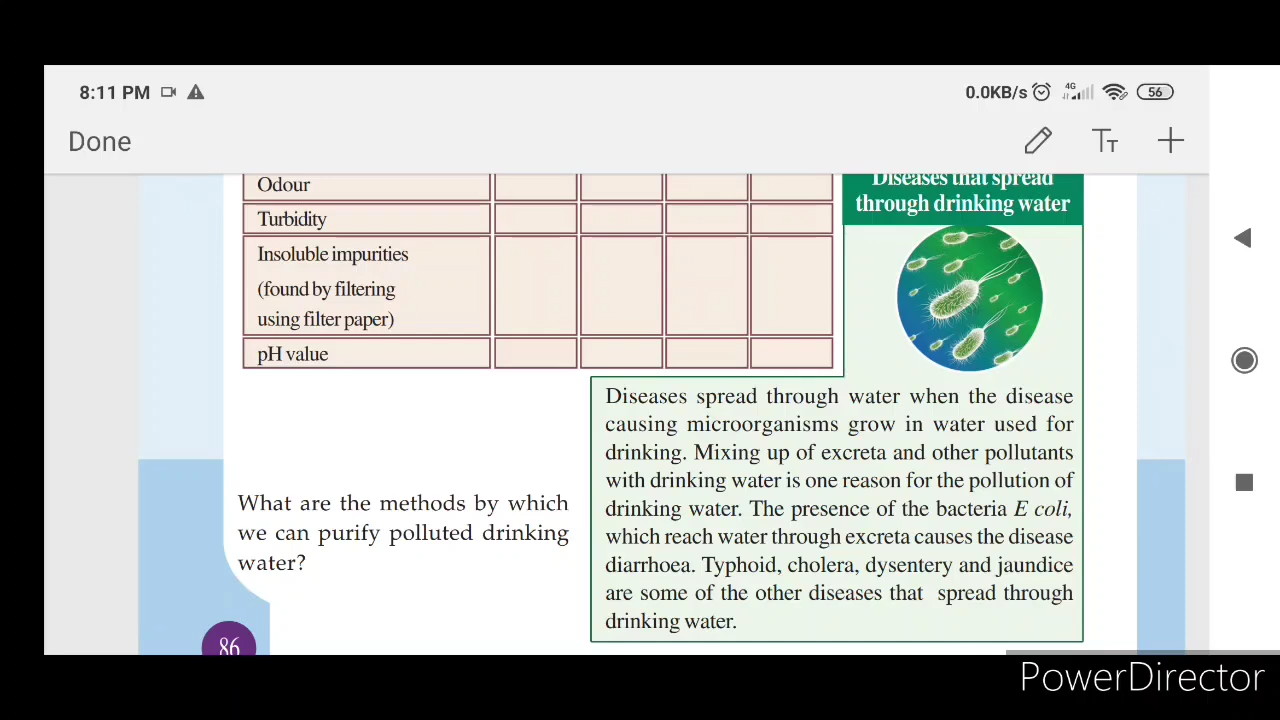 8:11 PM
0.0KB/s 4G 56
Done
TT
Odour
Turbidity
Insoluble impurities
(found by filtering
using filter paper)
pH value
Diseases that spread
through drinking water
Diseases spread through water when the disease
causing microorganisms grow in water used for
drinking. Mixing up of excreta and other pollutants
with drinking water is one reason for the pollution of
drinking water. The presence of the bacteria E coli,
which reach water through excreta causes the disease
diarrhoea. Typhoid, cholera, dysentery and jaundice
are some of the other diseases that spread through
drinking water.
What are the methods by which
we can purify polluted drinking
water?
86
PowerDirector